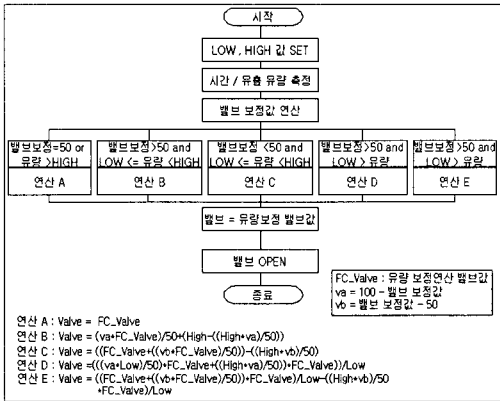 시작
LOW, HIGH 값 SET
시간 / 유흡 유량 측정
밸브 보정값 연산
밸브보정=50 or
유량 >HIGH
연산 A
밸브보정>50 and
LOW <= 유량 <HIGH
연산 B
밸브보정 <50 and
LOW <= 유량 <HIGH
연산 C
밸브보정>50 and
LOW > 유량
연산 D
밸브보정>50 and
LOW > 유량
연산 E
밸브 = 유량보정 밸브값
밸브 OPEN
종료
FC_Valve : 유량 보정연산 밸브값
va = 100 - 밸브 보정값
vb = 밸브 보정값 - 50
연산 A : Valve = FC_Valve
연산 B : Valve = (va*FC_Valve)/50+(High-((High*va)/50))
연산 C : Valve = ((FC_Valve+((vb*FC_Valve)/50))-((High*vb)/50)
연산 D : Valve =(((va*Low)/50)*FC_Valve+((High*va)/50))*FC_Valve))/Low
연산 E : Valve = ((FC_Valve+((vb*FC_Valve)/50))*FC_Valve)/Low-((High*vb)/50
*FC_Valve)/Low